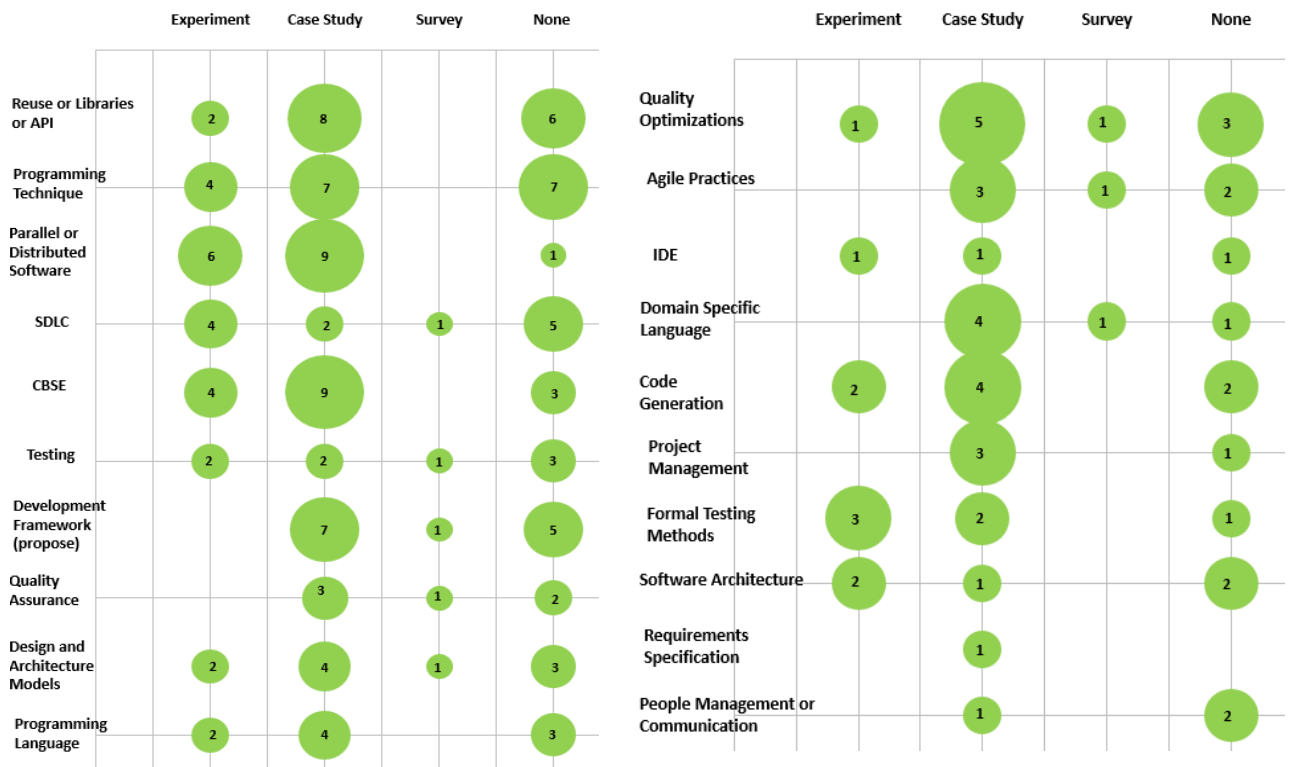 Experiment Case Study Survey None
Reuse or Libraries
or API
2 8 6
Programming
Technique
4 7 7
Parallel or
Distributed
Software
6 9 1
SDLC
4 2 1 5
CBSE
4 9 3
Testing
2 2 1 3
Development
Framework
(propose)
7 1 5
Quality
Assurance
3 1 2
Design and
Architecture
Models
2 4 1 3
Programming
Language
2 4 3
Experiment Case Study Survey None
Quality
Optimizations
1 5 1 3
Agile Practices
3 1 2
IDE
1 1 1
Domain Specific
Language
4 1 1
Code
Generation
2 4 2
Project
Management
3 1
Formal Testing
Methods
3 2 1
Software Architecture
2 1 2
Requirements
Specification
1
People Management or
Communication
1 2